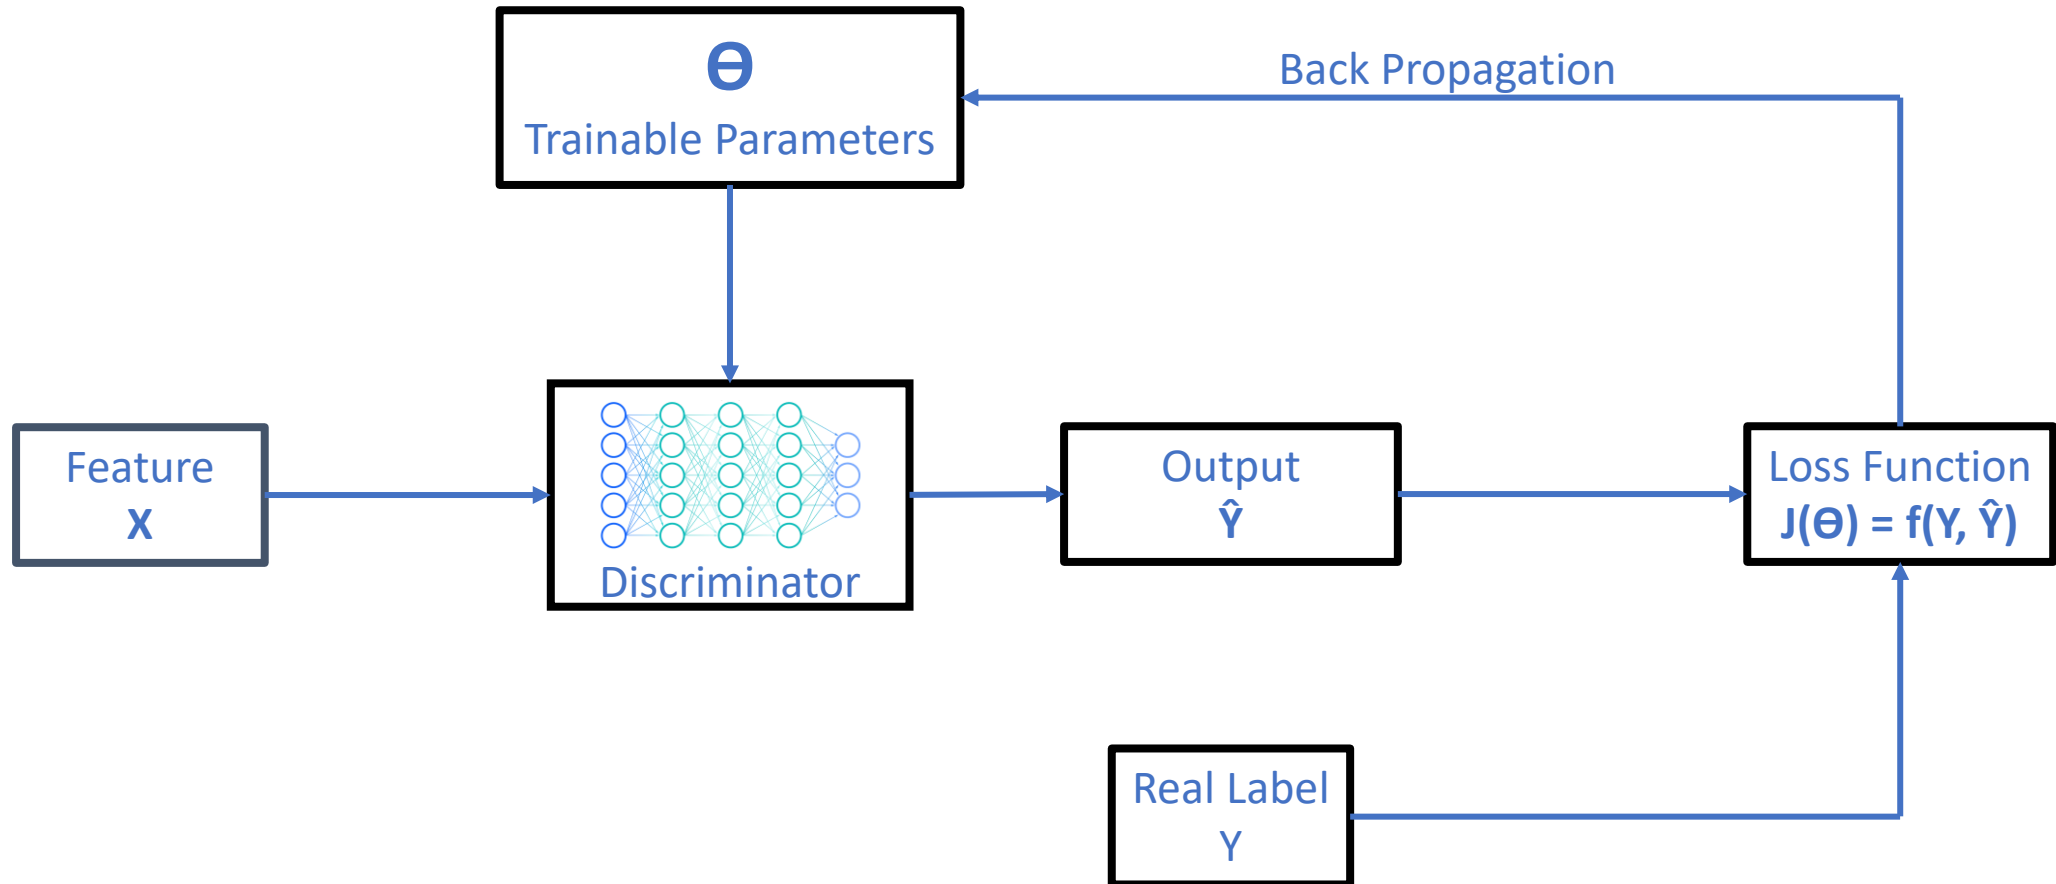 Ɵ
Trainable Parameters
Back Propagation
Feature
X
Discriminator
Output
Ŷ
Loss Function
J(Ɵ) = f(Y, Ŷ)
Real Label
Y